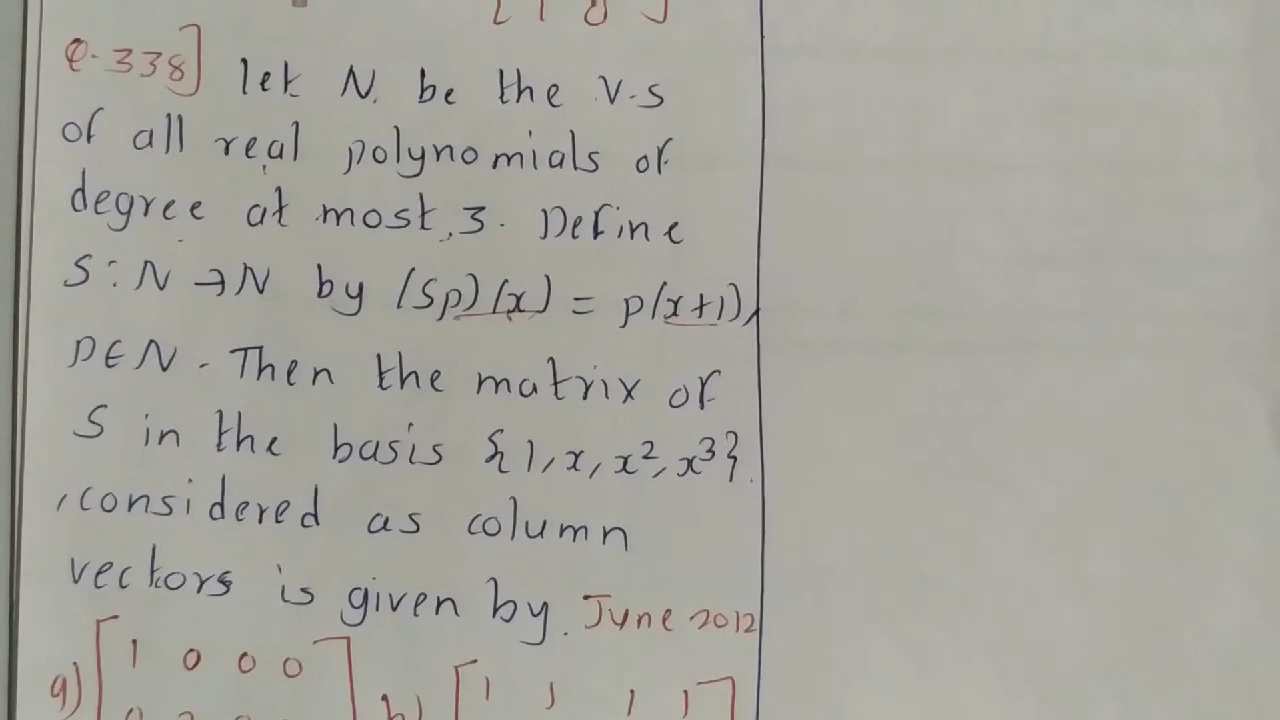 Q.338] let N be the V.S
of all real polynomials of
degree at most 3. Define
S:N→N by (Sp)(x) = p(x+1),
p∈N. Then the matrix of
S in the basis {1, x, x², x³}
, considered as column
vectors is given by. June 2012
a) [1 0 0 0] b) [1 1 1 1]